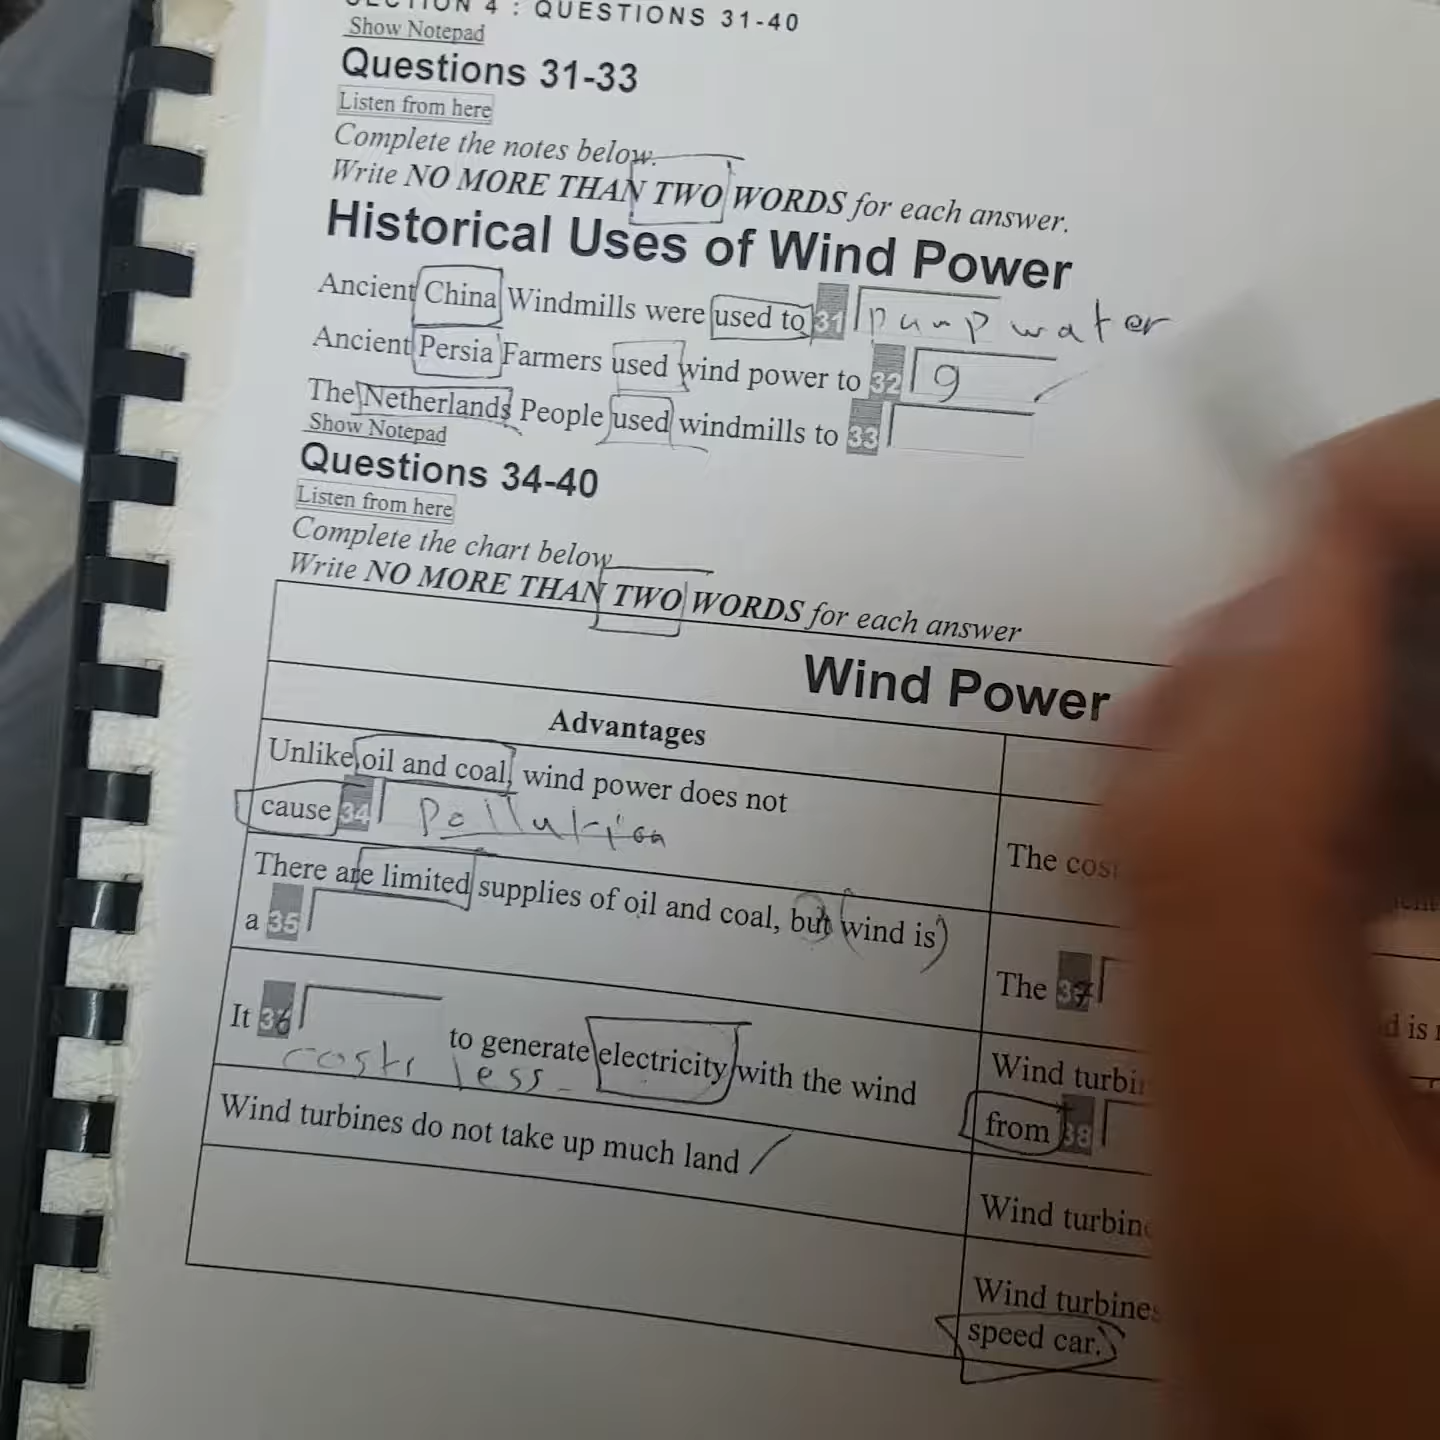 SECTION 4 : QUESTIONS 31-40
Show Notepad
Questions 31-33
Listen from here
Complete the notes below.
Write NO MORE THAN TWO WORDS for each answer.
Historical Uses of Wind Power
Ancient China Windmills were used to 31 pump water
Ancient Persia Farmers used wind power to 32 g
The Netherlands People used windmills to 33
Show Notepad
Questions 34-40
Listen from here
Complete the chart below
Write NO MORE THAN TWO WORDS for each answer
Wind Power
Advantages
Unlike oil and coal, wind power does not
cause 34 Pollution
There are limited supplies of oil and coal, but wind is
a 35
It 36 to generate electricity with the wind
costs less
Wind turbines do not take up much land
The cos
The 37
d is
Wind turbi
from 38
Wind turbin
Wind turbines
speed car.